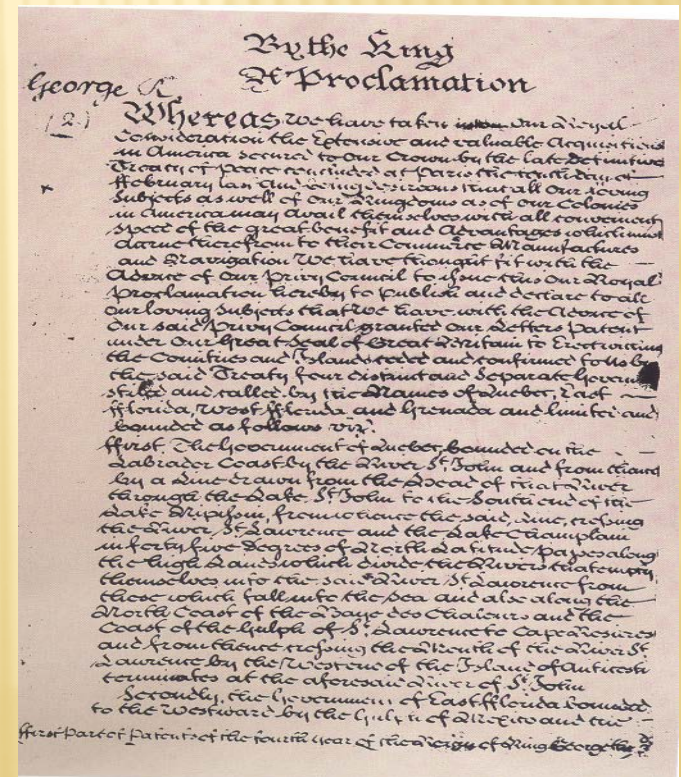 By the King
A Proclamation
George R
(2)
Whereas We have taken into Our Royal
Consideration the Extensive and valuable Acquisitions
in America secured to Our Crown by the late definitive
Treaty of Peace concluded at Paris the tenth day of
ffebruary last And being desirous that all Our loving
Subjects as well of our Kingdoms as of our Colonies
in America may avail themselves with all convenient
speed of the great benefit and Advantages which must
accrue therefrom to their Commerce Manufactures
and Navigation We have thought fit with the
Advice of Our Privy Council to issue this Our Royal
Proclamation hereby to Publish and declare to all
Our loving Subjects that We have with the Advice of
Our said Privy Council granted Our Letters Patent
under Our Great Seal of Great Britain to Erect within
the Countries and Islands ceded and confirmed to Us by
the said Treaty four distinct and Separate Govern
stiled and called by the Names of Quebec, East
fflorida, West fflorida and Grenada and limited and
bounded as follows viz.
ffirst. The Government of Quebec bounded on the
Labrador Coast by the River St. John and from thence
by a Line drawn from the Head of that River
through the Lake St. John to the South end of the
Lake Nipissin, from whence the said Line crossing
the River St. Lawrence and the Lake Champlain
in forty five Degrees of North Latitude, passes along
the high Lands which divide the Rivers that empty
themselves into the said River St. Lawrence from
those which fall into the Sea and also along the
North Coast of the Baye des Chaleurs and the
Coast of the Gulph of St. Lawrence to Cape Rosieres
and from thence crossing the Mouth of the River St.
Lawrence by the West end of the Island of Anticosti
terminates at the aforesaid River of St. John
Secondly, the Government of East fflorida bounded
to the Westward by the Gulph of Mexico and the
ffirst Part of Patents of the fourth Year of the Reign of King George the 3